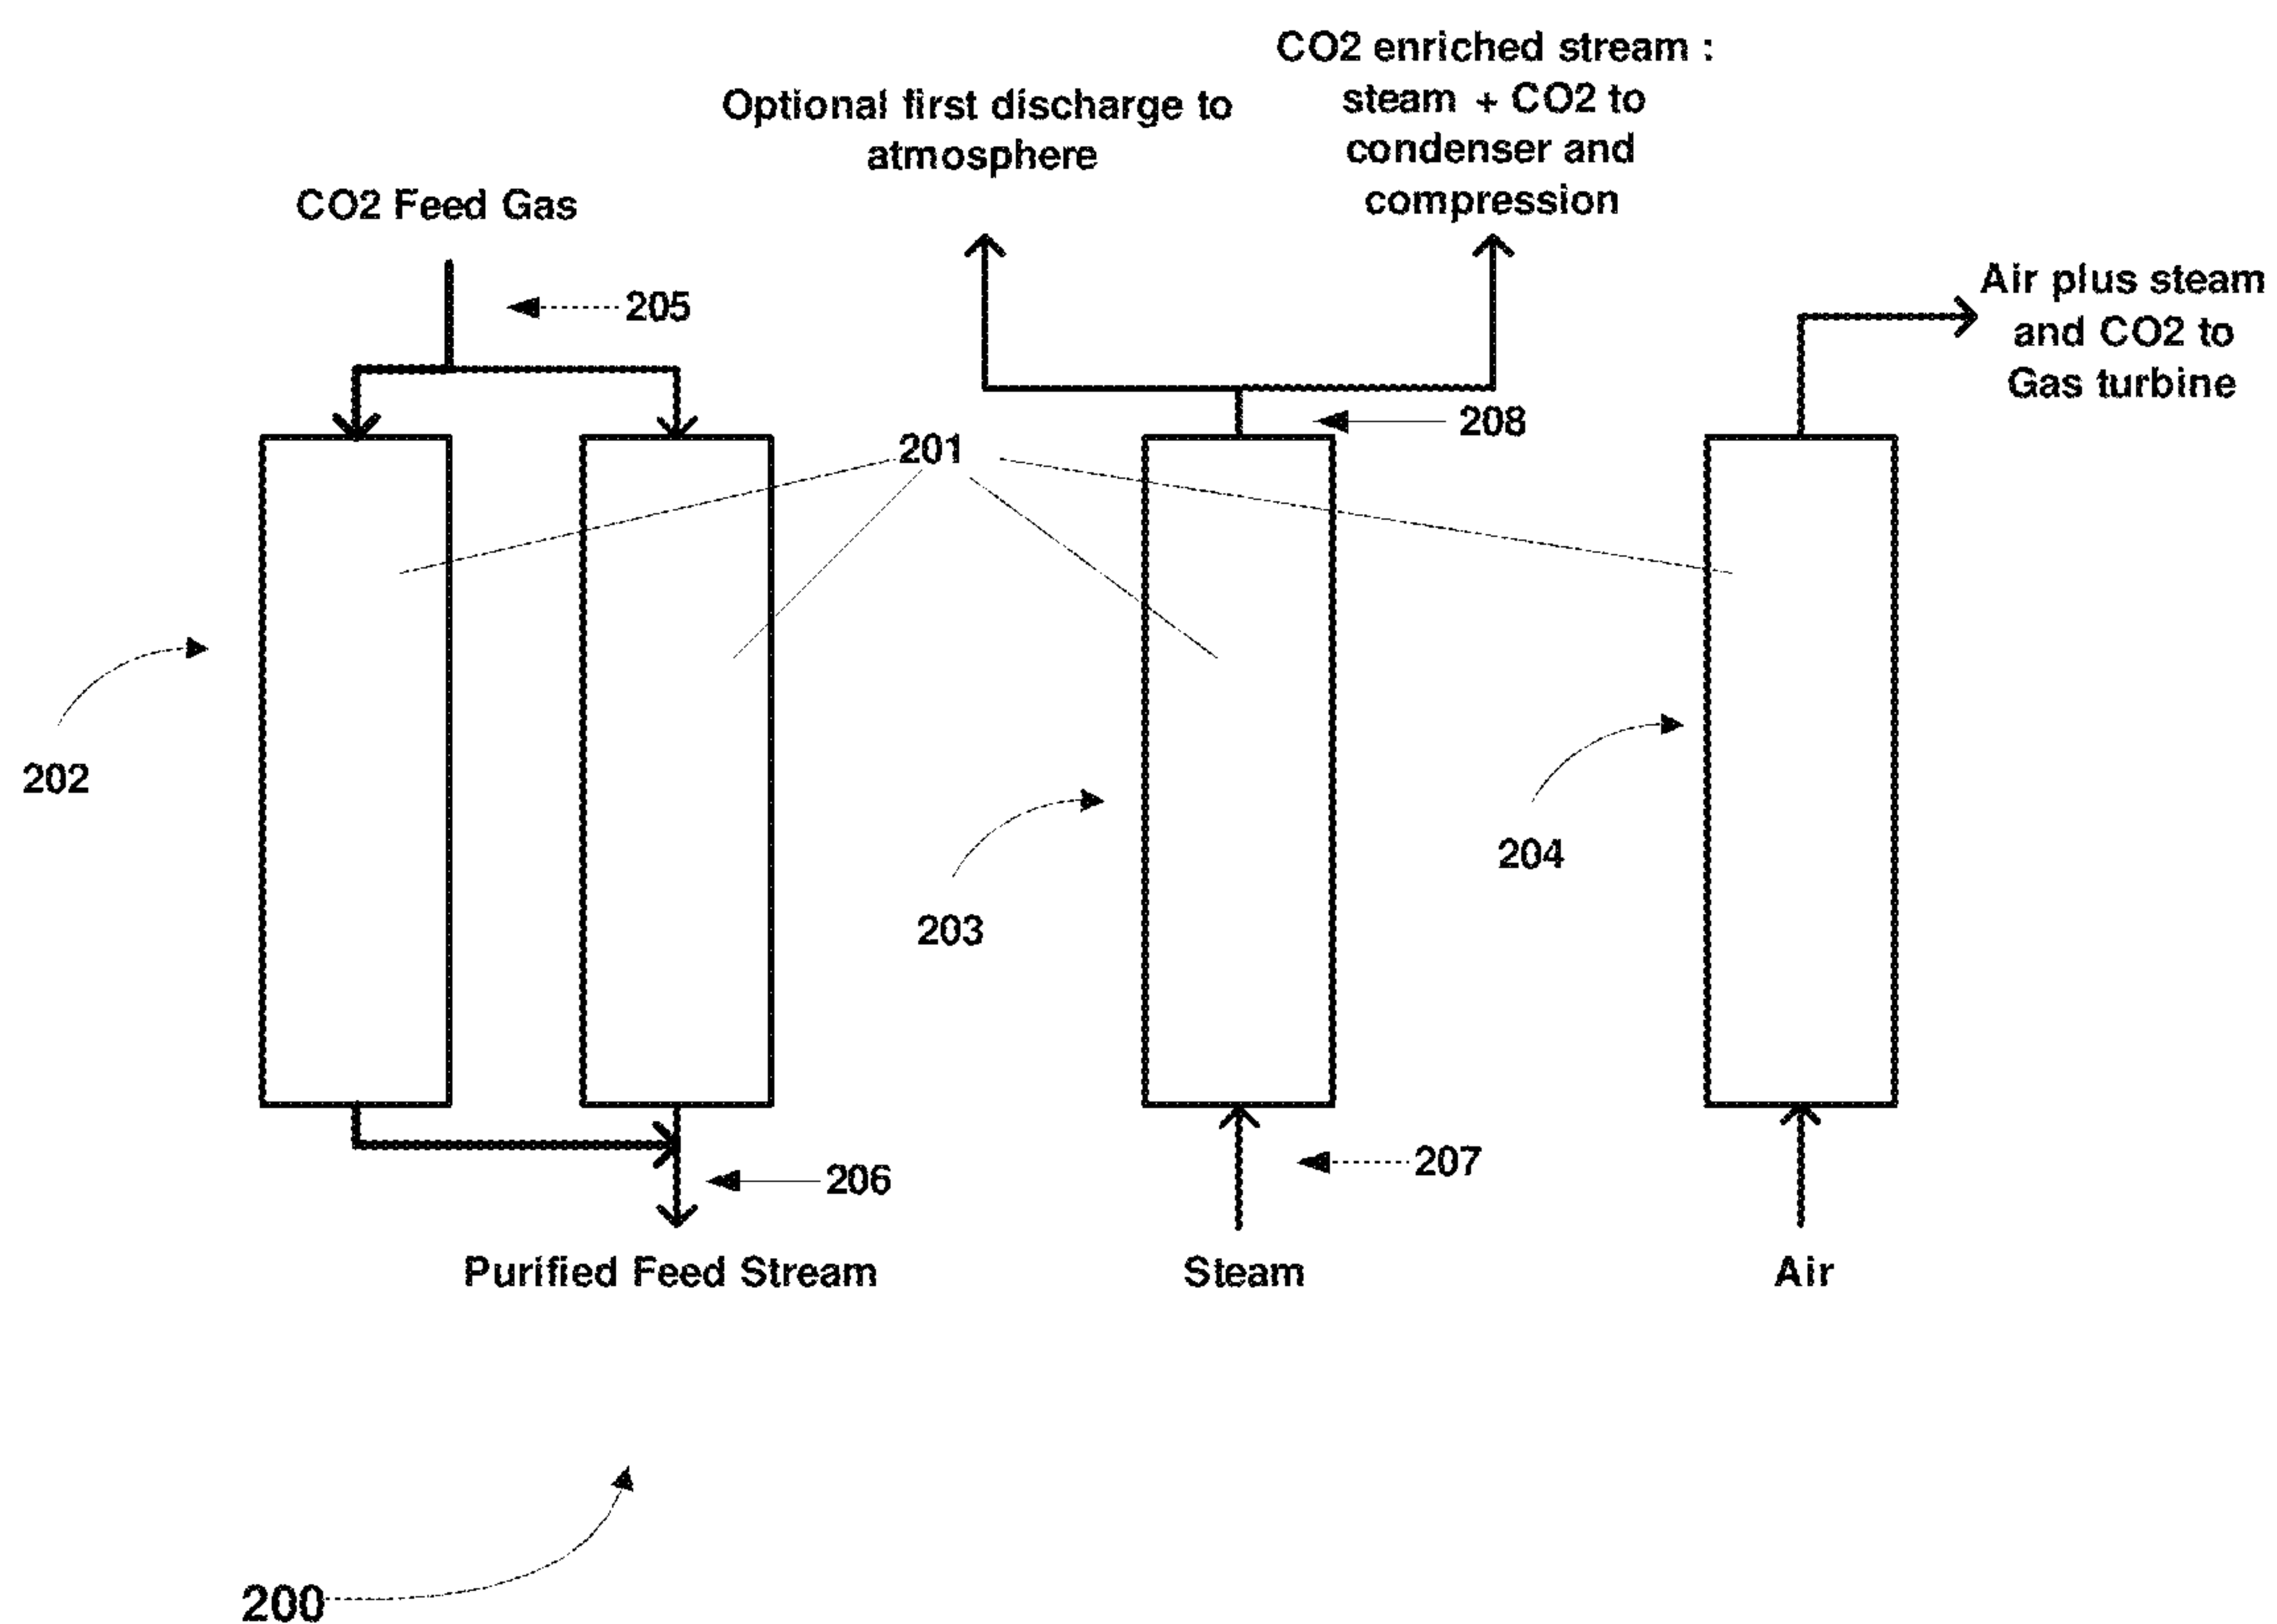 CO2 enriched stream :
steam + CO2 to
condenser and
compression
Optional first discharge to
atmosphere
CO2 Feed Gas
Air plus steam
and CO2 to
Gas turbine
205
208
201
202
203
204
206
207
Purified Feed Stream
Steam
Air
200